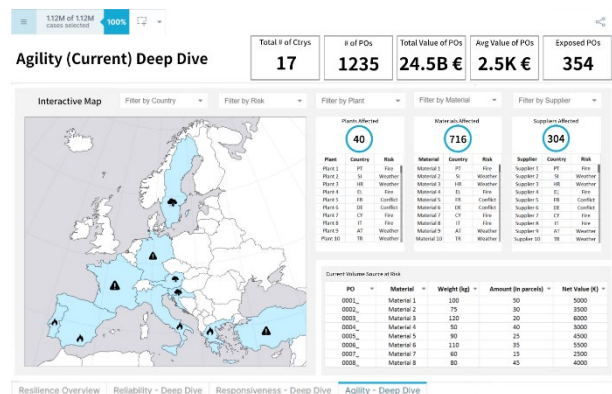 1.12M of 1.12M
cases selected
100%
Agility (Current) Deep Dive
Total # of Ctrys
17
# of POs
1235
Total Value of POs
24.5B €
Avg Value of POs
2.5K €
Exposed POs
354
Interactive Map
Filter by Country
Filter by Risk
Filter by Plant
Filter by Material
Filter by Supplier
Plants Affected
40
Plant Country Risk
Plant 1 PT Fire
Plant 2 SI Weather
Plant 3 HR Weather
Plant 4 EL Fire
Plant 5 FR Conflict
Plant 6 DE Conflict
Plant 7 CY Fire
Plant 8 IT Fire
Plant 9 AT Weather
Plant 10 TR Weather
Materials Affected
716
Material Country Risk
Material 1 PT Fire
Material 2 SI Weather
Material 3 HR Weather
Material 4 EL Fire
Material 5 FR Conflict
Material 6 DE Conflict
Material 7 CY Fire
Material 8 IT Fire
Material 9 AT Weather
Material 10 TR Weather
Suppliers Affected
304
Supplier Country Risk
Supplier 1 PT Fire
Supplier 2 SI Weather
Supplier 3 HR Weather
Supplier 4 EL Fire
Supplier 5 FR Conflict
Supplier 6 DE Conflict
Supplier 7 CY Fire
Supplier 8 IT Fire
Supplier 9 AT Weather
Supplier 10 TR Weather
Current Volume Source at Risk
PO Material Weight (kg) Amount (in parcels) Net Value (€)
0001_ Material 1 100 50 5000
0002_ Material 2 75 30 3500
0003_ Material 3 120 20 6000
0004_ Material 4 50 40 3000
0005_ Material 5 90 25 4500
0006_ Material 6 110 35 5500
0007_ Material 7 60 15 2500
0008_ Material 8 80 45 4000
Resilience Overview
Reliability - Deep Dive
Responsiveness - Deep Dive
Agility - Deep Dive